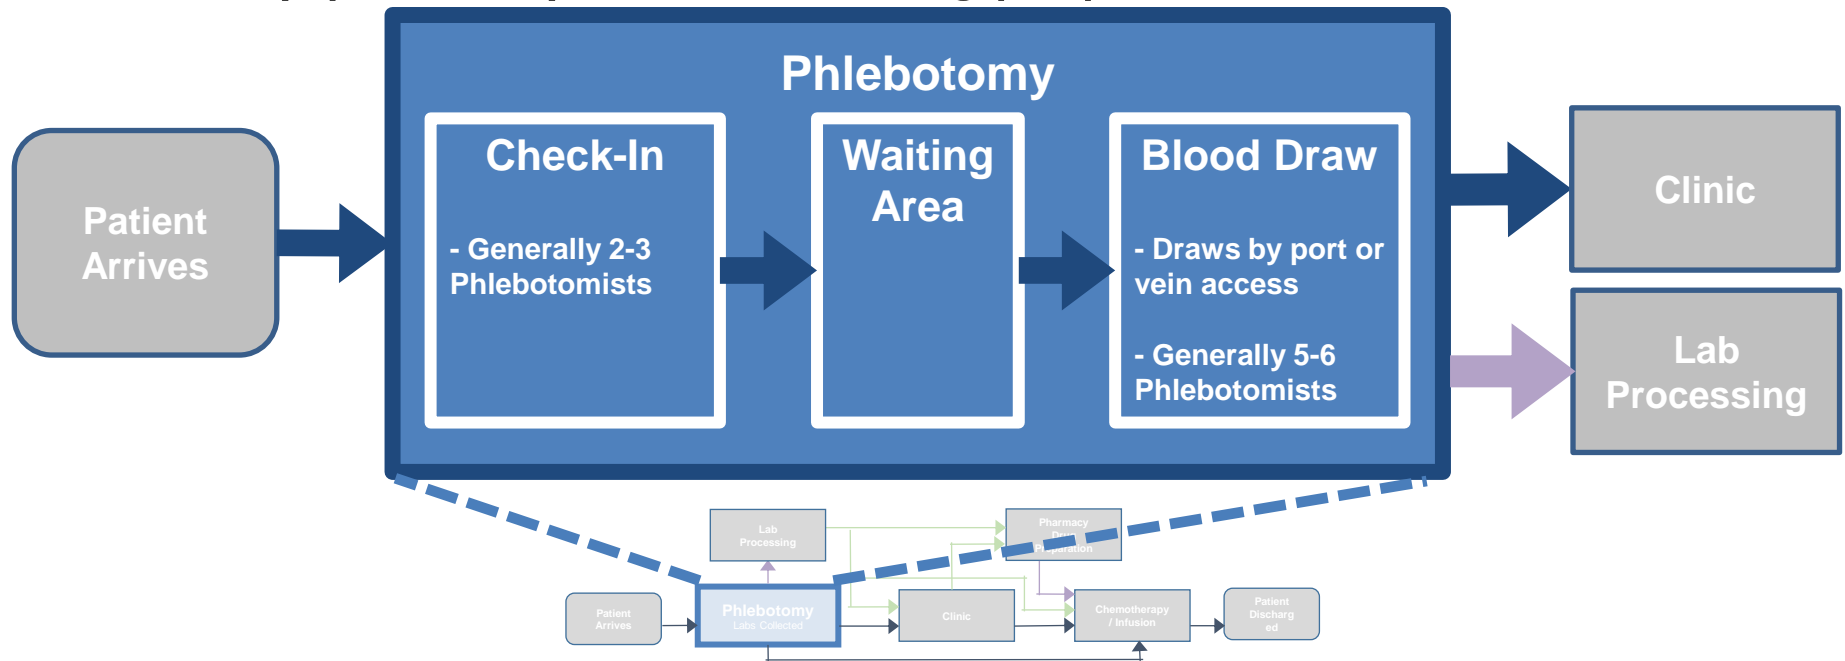 Phlebotomy
Patient
Arrives
Check-In
- Generally 2-3
Phlebotomists
Waiting
Area
Blood Draw
- Draws by port or
vein access
- Generally 5-6
Phlebotomists
Clinic
Lab
Processing
Lab
Processing
Pharmacy
Drug
Preparation
Patient
Arrives
Phlebotomy
Labs Collected
Clinic
Chemotherapy
/ Infusion
Patient
Discharg
ed